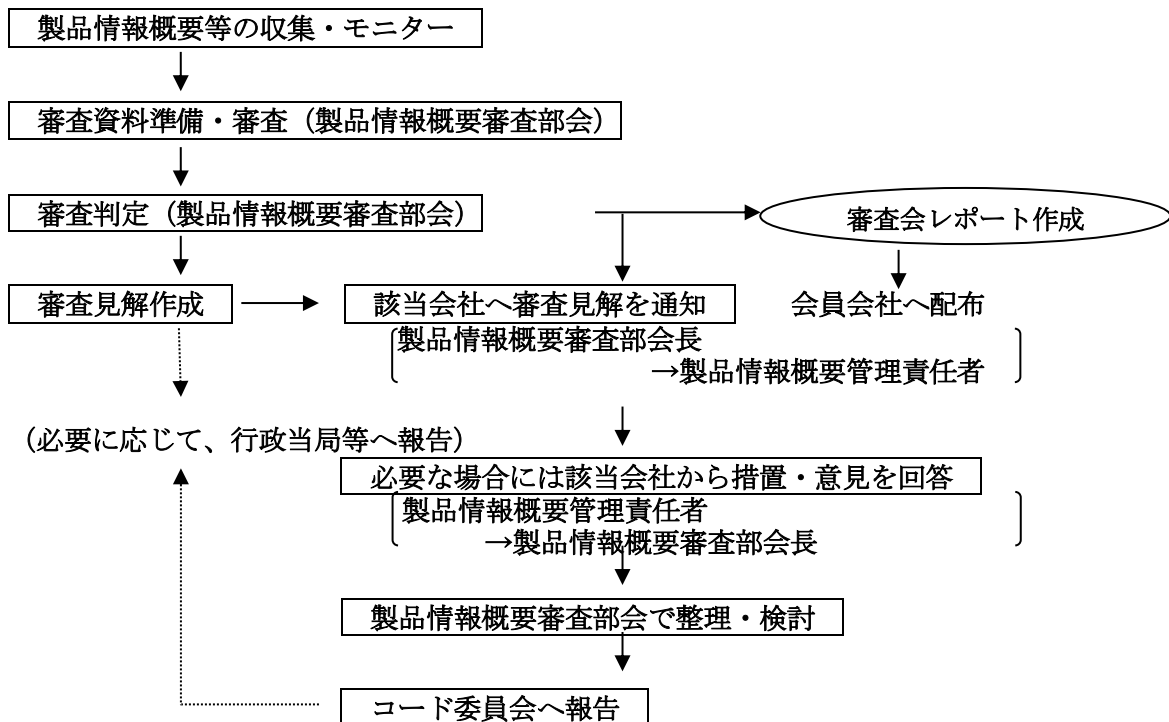 製品情報概要等の収集・モニター
審査資料準備・審査（製品情報概要審査部会）
審査判定（製品情報概要審査部会）
審査会レポート作成
審査見解作成
該当会社へ審査見解を通知
会員会社へ配布
製品情報概要審査部会長
→製品情報概要管理責任者
（必要に応じて、行政当局等へ報告）
必要な場合には該当会社から措置・意見を回答
製品情報概要管理責任者
→製品情報概要審査部会長
製品情報概要審査部会で整理・検討
コード委員会へ報告